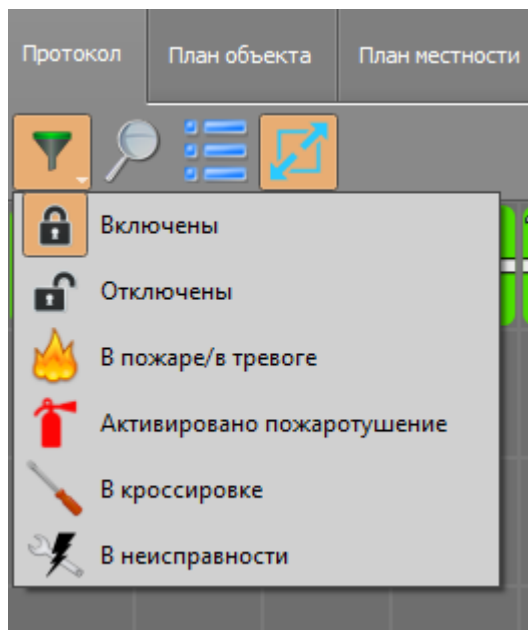 Протокол
План объекта
План местности
Включены
Отключены
В пожаре/в тревоге
Активировано пожаротушение
В кроссировке
В неисправности